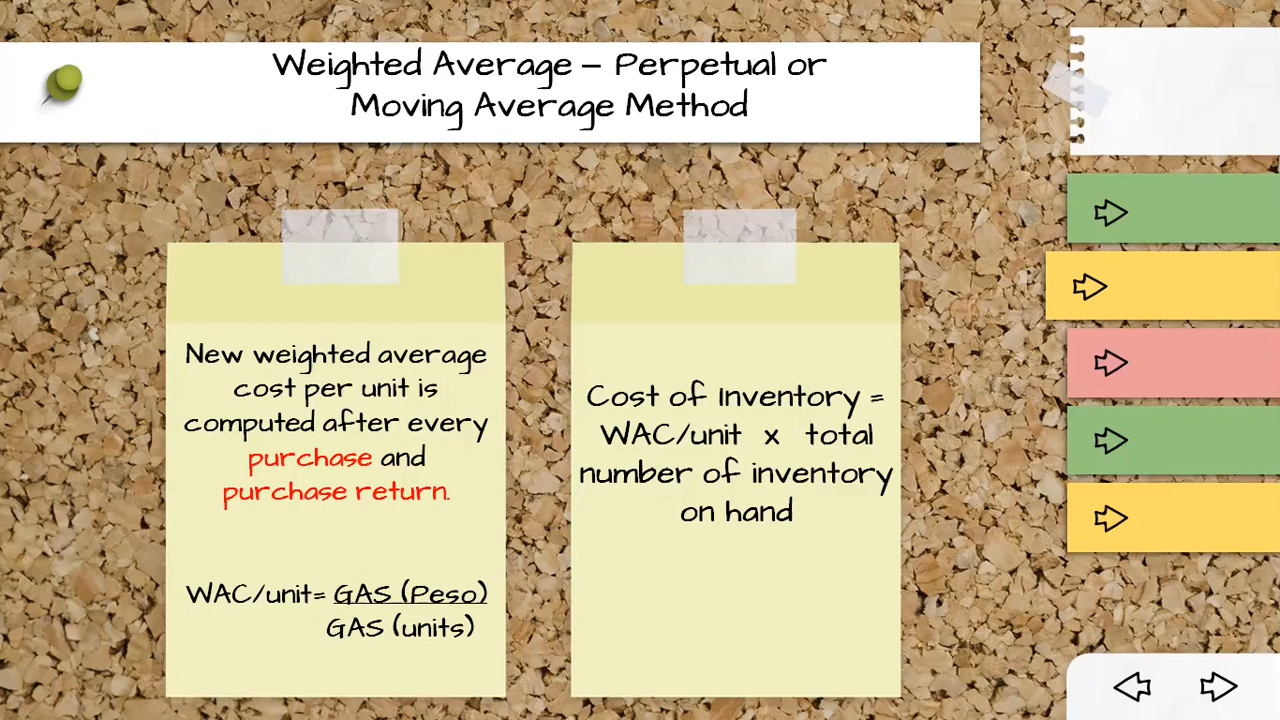 Weighted Average – Perpetual or
Moving Average Method
New weighted average
cost per unit is
computed after every
purchase and
purchase return.
WAC/unit= GAS (Peso)
GAS (units)
Cost of Inventory =
WAC/unit x total
number of inventory
on hand